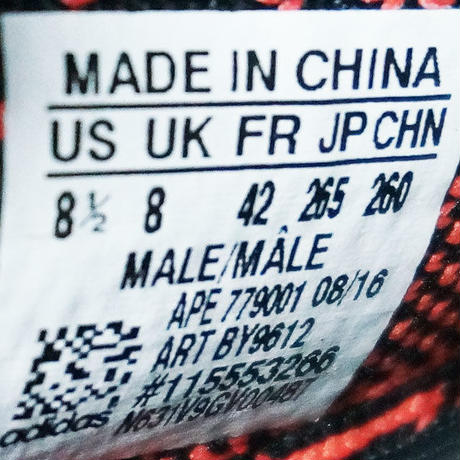 MADE IN CHINA
US UK FR JP CHN
8½ 8 42 265 260
MALE/MÂLE
APE 779001 08/16
ART BY9612
#115553266
adidas N631V9GV00487